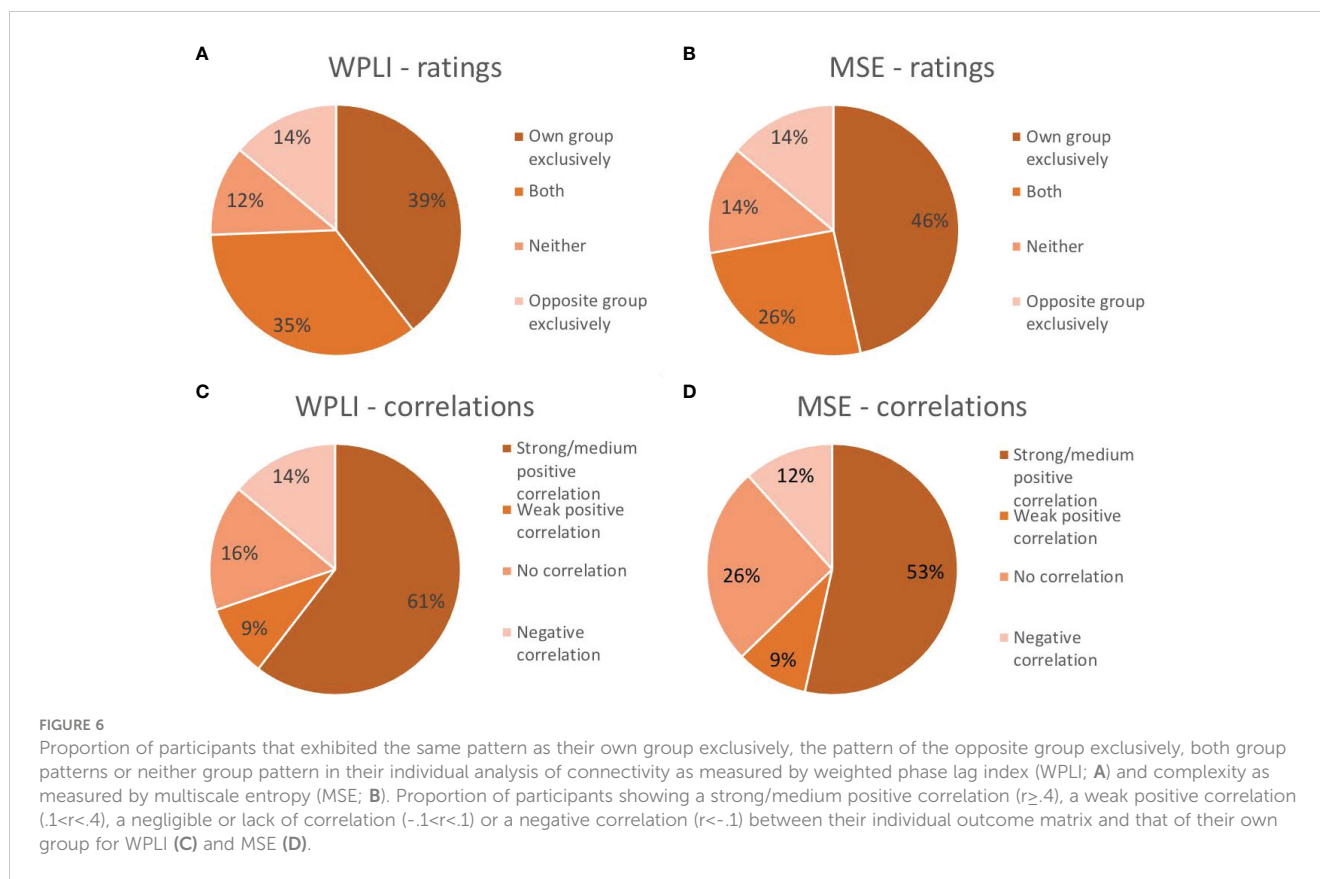 A
WPLI - ratings
14%
39%
12%
35%
Own group
exclusively
Both
Neither
Opposite group
exclusively
B
MSE - ratings
14%
46%
14%
26%
Own group
exclusively
Both
Neither
Opposite group
exclusively
C
WPLI - correlations
14%
16%
61%
9%
Strong/medium
positive
correlation
Weak positive
correlation
No correlation
Negative
correlation
D
MSE - correlations
12%
26%
53%
9%
Strong/medium
positive
correlation
Weak positive
correlation
No correlation
Negative
correlation
FIGURE 6
Proportion of participants that exhibited the same pattern as their own group exclusively, the pattern of the opposite group exclusively, both group
patterns or neither group pattern in their individual analysis of connectivity as measured by weighted phase lag index (WPLI; A) and complexity as
measured by multiscale entropy (MSE; B). Proportion of participants showing a strong/medium positive correlation (r≥.4), a weak positive correlation
(.1<r<.4), a negligible or lack of correlation (-.1<r<.1) or a negative correlation (r<-.1) between their individual outcome matrix and that of their own
group for WPLI (C) and MSE (D).